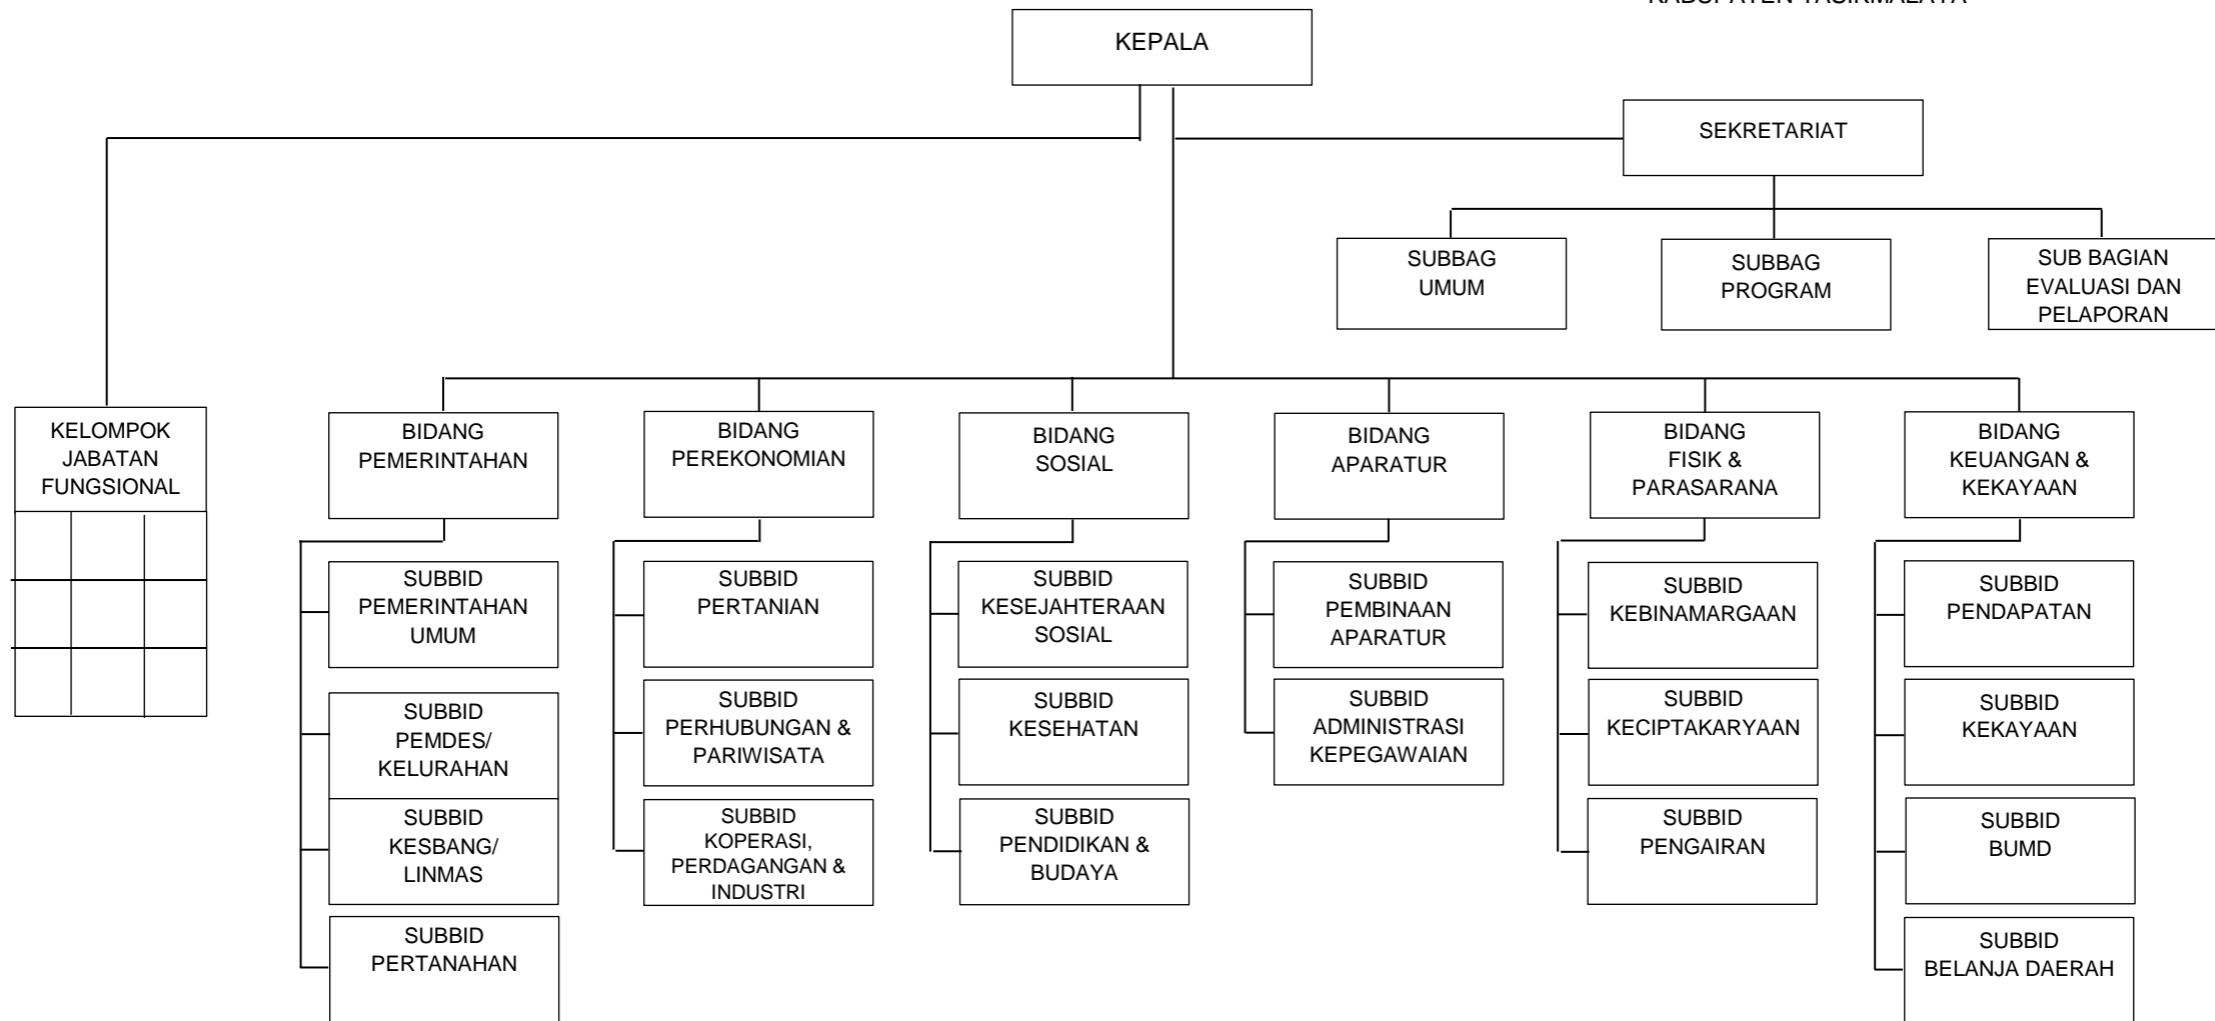 KABUPATEN TASIKMALAYA
KEPALA
SEKRETARIAT
SUBBAG
UMUM
SUBBAG
PROGRAM
SUB BAGIAN
EVALUASI DAN
PELAPORAN
KELOMPOK
JABATAN
FUNGSIONAL
BIDANG
PEMERINTAHAN
BIDANG
PEREKONOMIAN
BIDANG
SOSIAL
BIDANG
APARATUR
BIDANG
FISIK &
PARASARANA
BIDANG
KEUANGAN &
KEKAYAAN
SUBBID
PEMERINTAHAN
UMUM
SUBBID
PEMDES/
KELURAHAN
SUBBID
KESBANG/
LINMAS
SUBBID
PERTANAHAN
SUBBID
PERTANIAN
SUBBID
PERHUBUNGAN &
PARIWISATA
SUBBID
KOPERASI,
PERDAGANGAN &
INDUSTRI
SUBBID
KESEJAHTERAAN
SOSIAL
SUBBID
KESEHATAN
SUBBID
PENDIDIKAN &
BUDAYA
SUBBID
PEMBINAAN
APARATUR
SUBBID
ADMINISTRASI
KEPEGAWAIAN
SUBBID
KEBINAMARGAAN
SUBBID
KECIPTAKARYAAN
SUBBID
PENGAIRAN
SUBBID
PENDAPATAN
SUBBID
KEKAYAAN
SUBBID
BUMD
SUBBID
BELANJA DAERAH